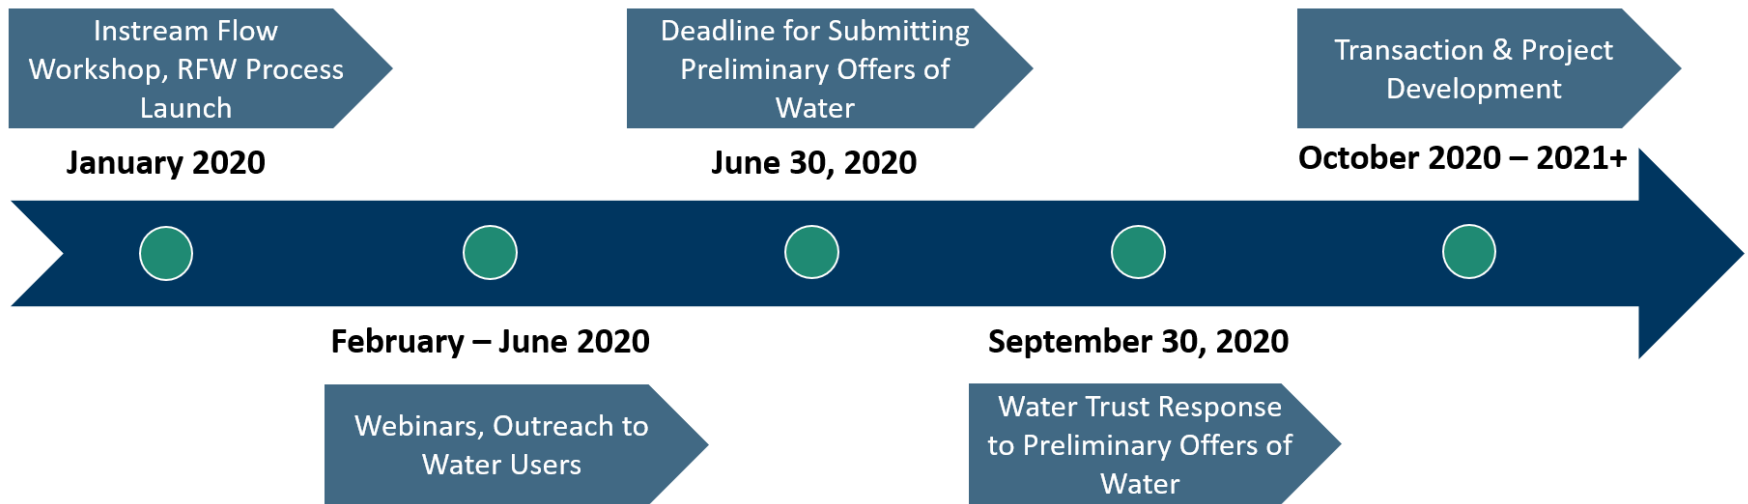 Instream Flow
Workshop, RFW Process
Launch
January 2020
Deadline for Submitting
Preliminary Offers of
Water
June 30, 2020
Transaction & Project
Development
October 2020 – 2021+
February – June 2020
Webinars, Outreach to
Water Users
September 30, 2020
Water Trust Response
to Preliminary Offers of
Water